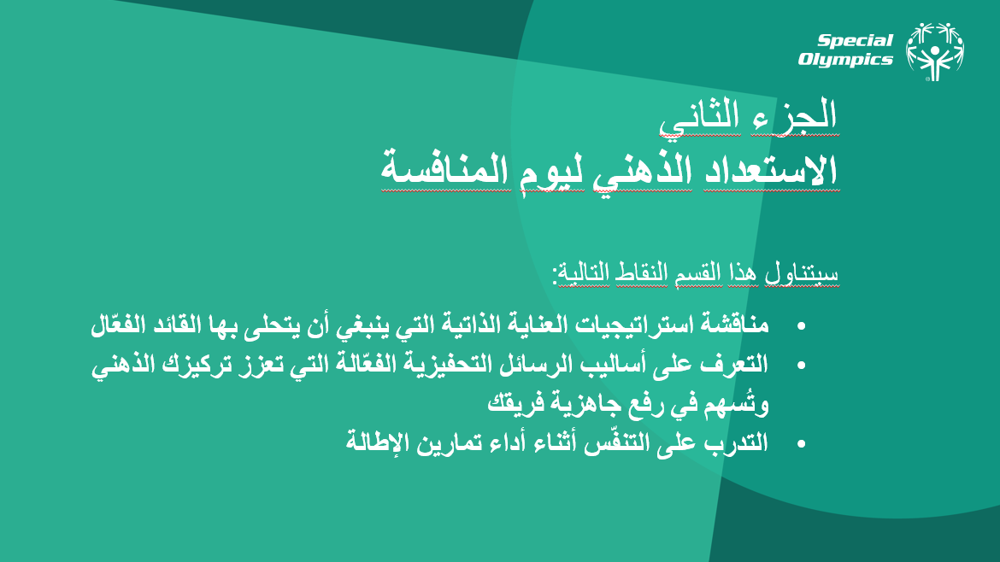 Special
Olympics
الجزء الثاني
الاستعداد الذهني ليوم المنافسة
سيتناول هذا القسم النقاط التالية:
• مناقشة استراتيجيات العناية الذاتية التي ينبغي أن يتحلى بها القائد الفعّال
• التعرف على أساليب الرسائل التحفيزية الفعّالة التي تعزز تركيزك الذهني
وتُسهم في رفع جاهزية فريقك
• التدرب على التنفّس أثناء أداء تمارين الإطالة